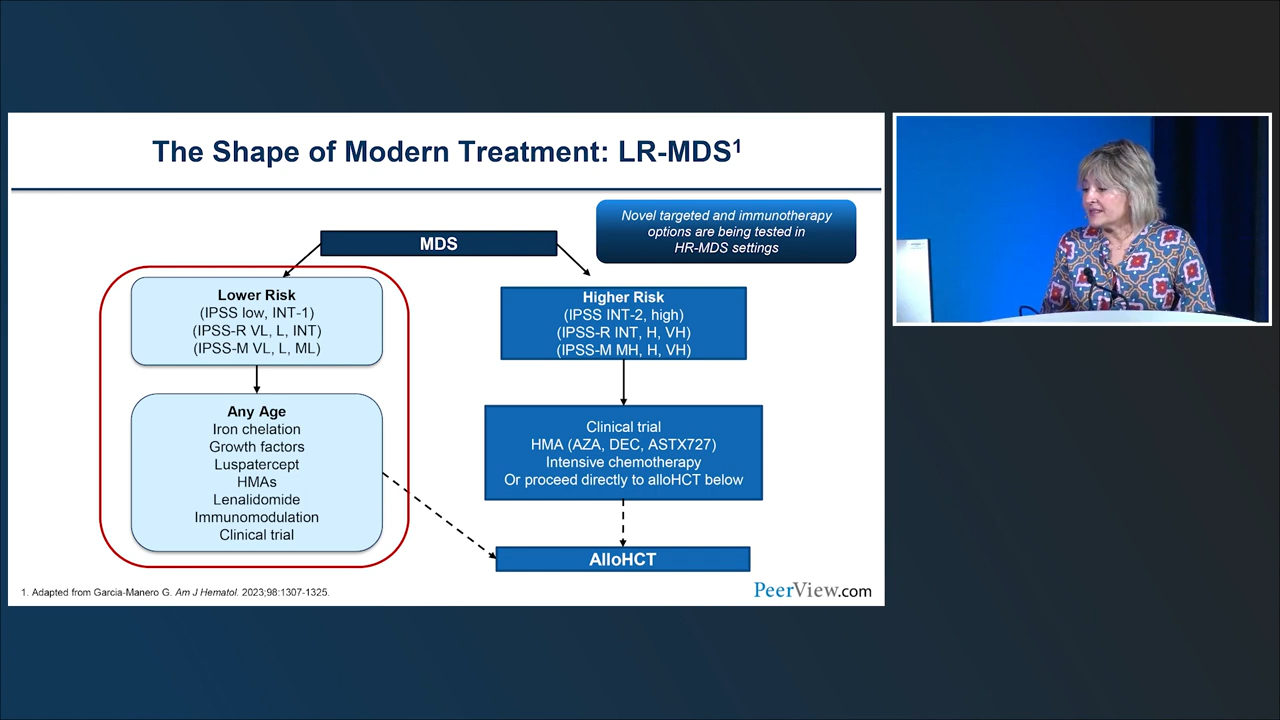 The Shape of Modern Treatment: LR-MDS1
Novel targeted and immunotherapy
options are being tested in
HR-MDS settings
MDS
Lower Risk
(IPSS low, INT-1)
(IPSS-R VL, L, INT)
(IPSS-M VL, L, ML)
Higher Risk
(IPSS INT-2, high)
(IPSS-R INT, H, VH)
(IPSS-M MH, H, VH)
Any Age
Iron chelation
Growth factors
Luspatercept
HMAs
Lenalidomide
Immunomodulation
Clinical trial
Clinical trial
HMA (AZA, DEC, ASTX727)
Intensive chemotherapy
Or proceed directly to alloHCT below
AlloHCT
1. Adapted from Garcia-Manero G. Am J Hematol. 2023;98:1307-1325.
PeerView.com